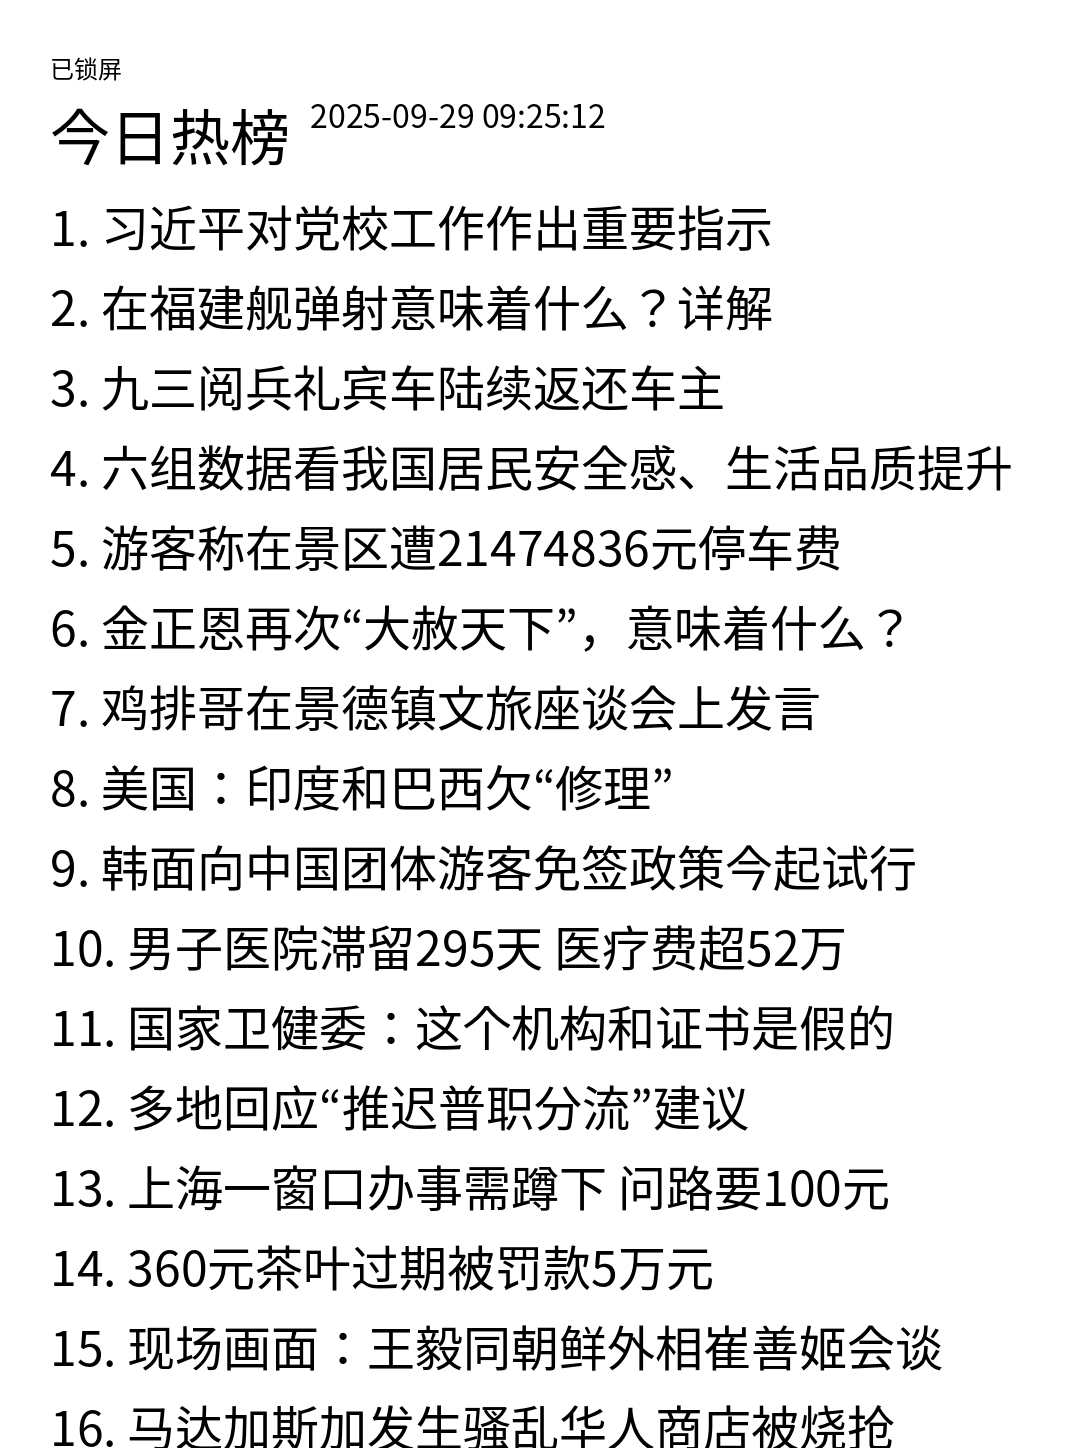 已锁屏
今日热榜 2025-09-29 09:25:12
1. 习近平对党校工作作出重要指示
2. 在福建舰弹射意味着什么？详解
3. 九三阅兵礼宾车陆续返还车主
4. 六组数据看我国居民安全感、生活品质提升
5. 游客称在景区遭21474836元停车费
6. 金正恩再次“大赦天下”，意味着什么？
7. 鸡排哥在景德镇文旅座谈会上发言
8. 美国：印度和巴西欠“修理”
9. 韩面向中国团体游客免签政策今起试行
10. 男子医院滞留295天 医疗费超52万
11. 国家卫健委：这个机构和证书是假的
12. 多地回应“推迟普职分流”建议
13. 上海一窗口办事需蹲下 问路要100元
14. 360元茶叶过期被罚款5万元
15. 现场画面：王毅同朝鲜外相崔善姬会谈
16. 马达加斯加发生骚乱华人商店被烧抢